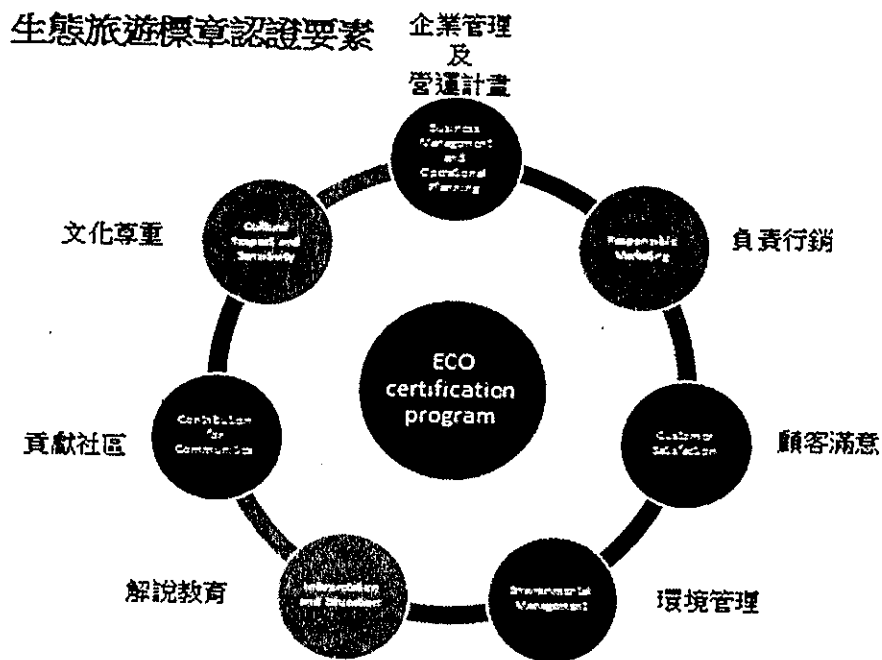 生態旅遊標章認證要素
企業管理
及
營運計畫
Business
Management
and
Operational
Planning
負責行銷
Responsible
Marketing
顧客滿意
Customer
環境管理
Environmental
Management
解說教育
and
貢獻社區
for
文化尊重
Cultural
Respect and
Sensitivity
ECO
certification
program